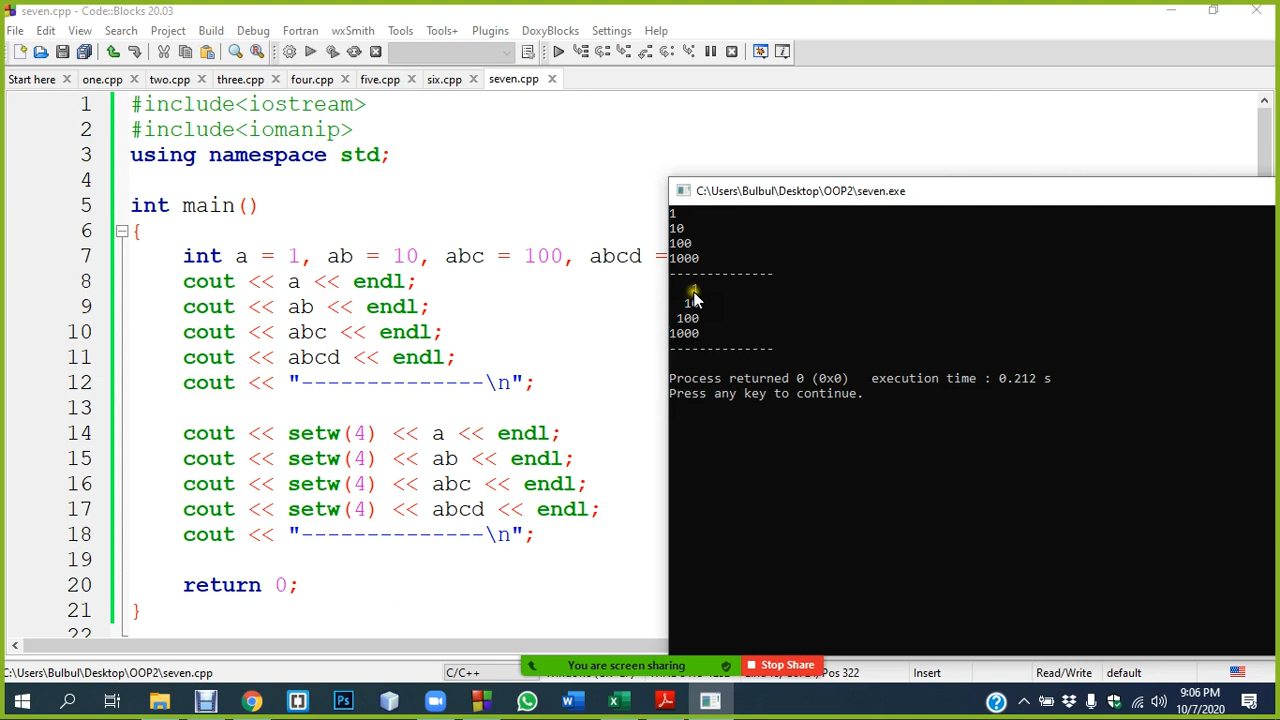 seven.cpp - Code::Blocks 20.03
File Edit View Search Project Build Debug Fortran wxSmith Tools Tools+ Plugins DoxyBlocks Settings Help
Start here one.cpp two.cpp three.cpp four.cpp five.cpp six.cpp seven.cpp
1 #include<iostream>
2 #include<iomanip>
3 using namespace std;
4
5 int main()
6 {
7 int a = 1, ab = 10, abc = 100, abcd =
8 cout << a << endl;
9 cout << ab << endl;
10 cout << abc << endl;
11 cout << abcd << endl;
12 cout << "--------------\n";
13
14 cout << setw(4) << a << endl;
15 cout << setw(4) << ab << endl;
16 cout << setw(4) << abc << endl;
17 cout << setw(4) << abcd << endl;
18 cout << "--------------\n";
19
20 return 0;
21 }
22
C:\Users\Bulbul\Desktop\OOP2\seven.exe
1
10
100
1000
--------------
100
1000
--------------
Process returned 0 (0x0) execution time : 0.212 s
Press any key to continue.
You are screen sharing Stop Share
C:\Users\Bulbul\Desktop\OOP2\seven.cpp C/C++ Pos 322 Insert Read/Write default
9:06 PM
10/7/2020